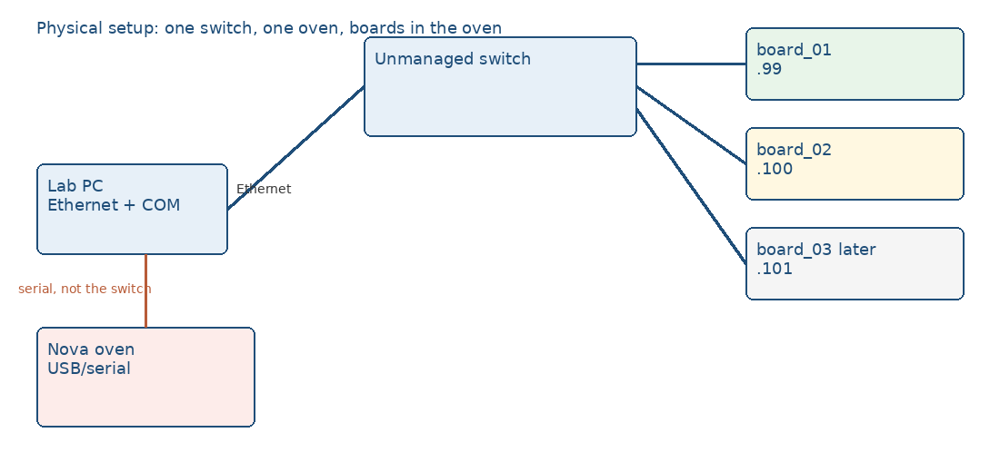 Physical setup: one switch, one oven, boards in the oven
Unmanaged switch
board_01
.99
board_02
.100
Lab PC
Ethernet + COM
Ethernet
board_03 later
.101
serial, not the switch
Nova oven
USB/serial